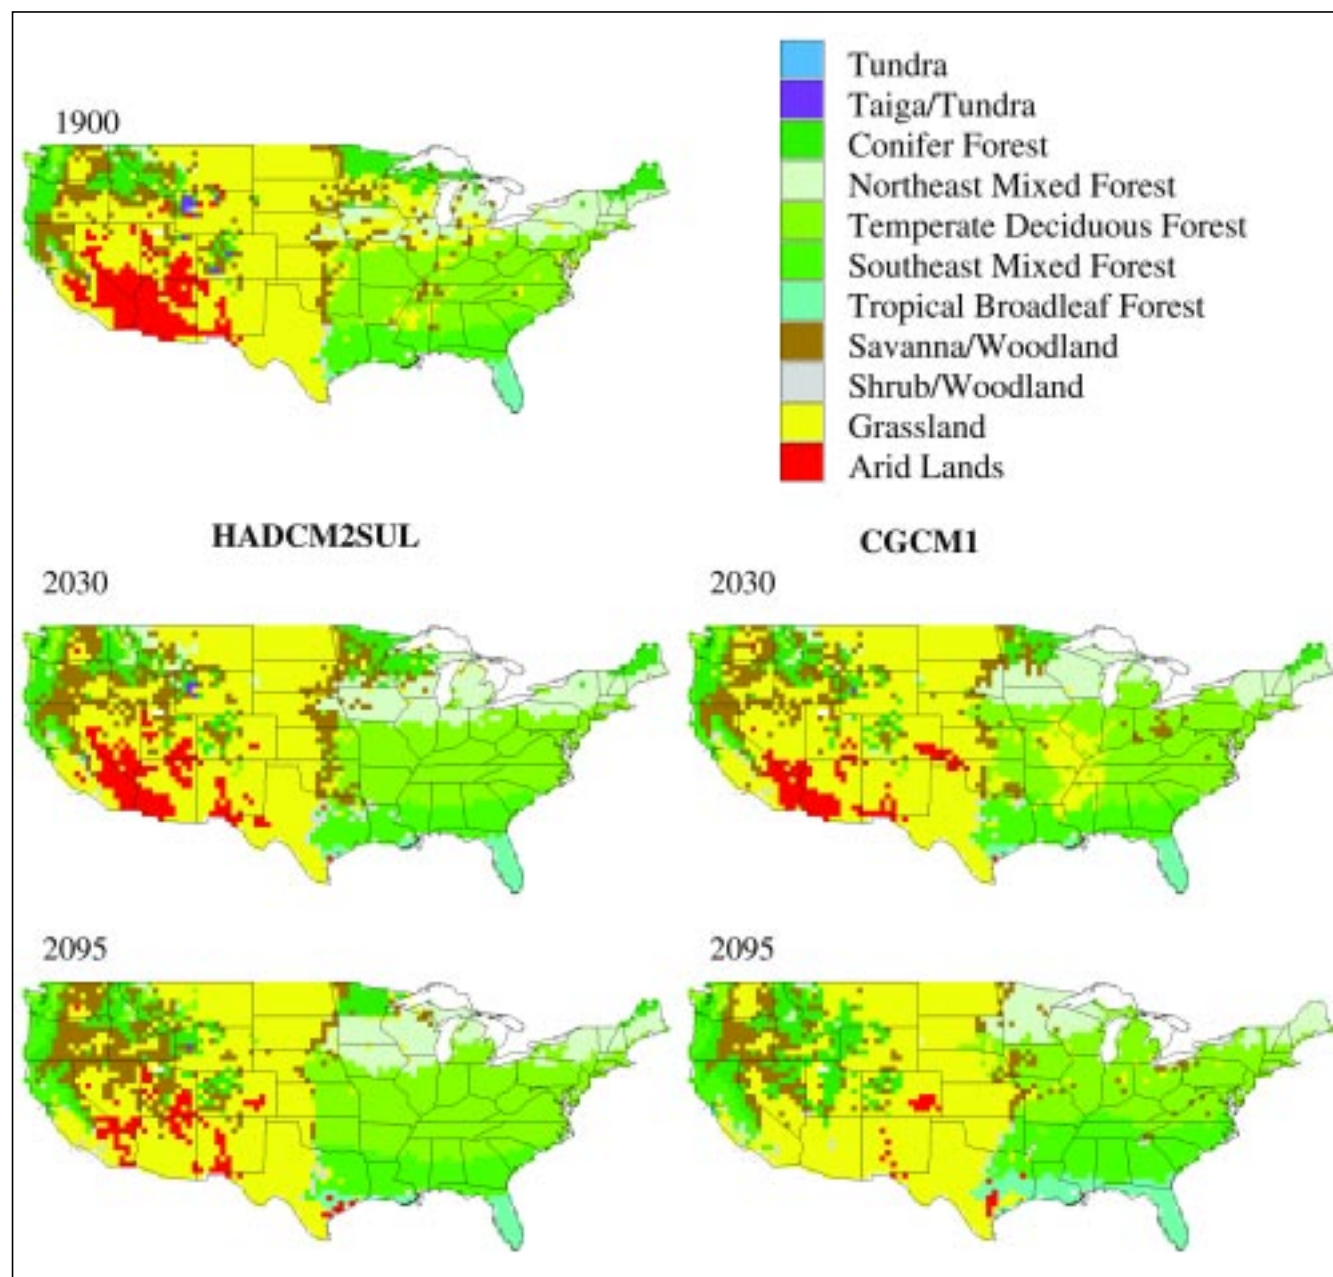 1900
Tundra
Taiga/Tundra
Conifer Forest
Northeast Mixed Forest
Temperate Deciduous Forest
Southeast Mixed Forest
Tropical Broadleaf Forest
Savanna/Woodland
Shrub/Woodland
Grassland
Arid Lands
HADCM2SUL
CGCM1
2030
2030
2095
2095